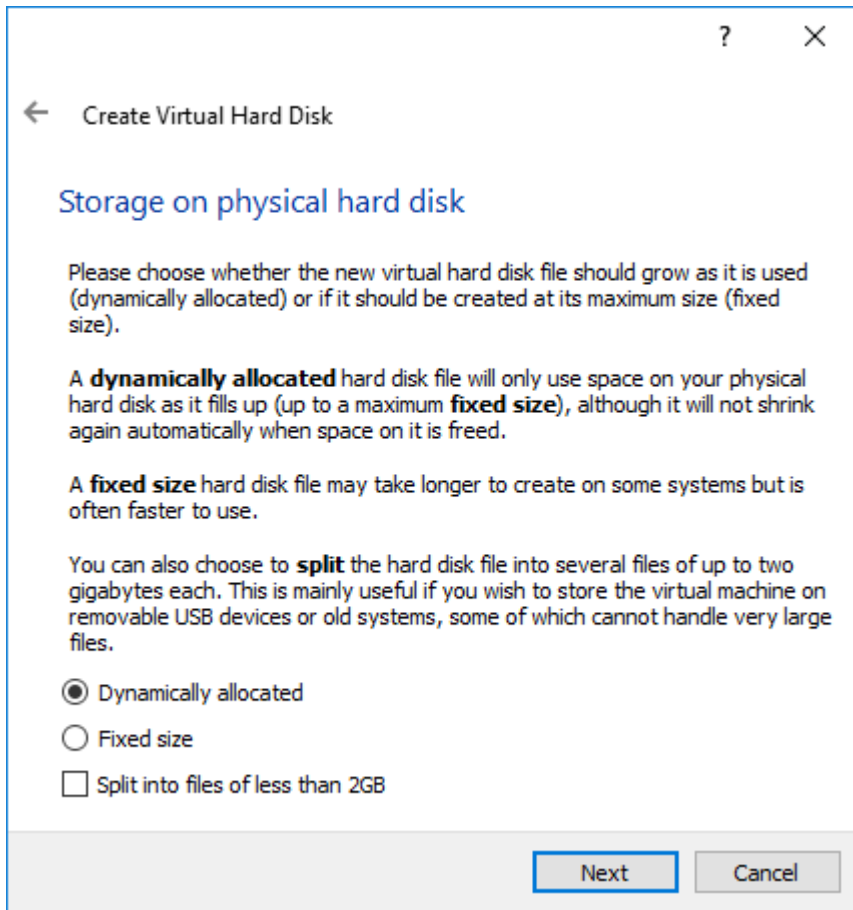 ?
Create Virtual Hard Disk
Storage on physical hard disk
Please choose whether the new virtual hard disk file should grow as it is used
(dynamically allocated) or if it should be created at its maximum size (fixed
size).
A dynamically allocated hard disk file will only use space on your physical
hard disk as it fills up (up to a maximum fixed size), although it will not shrink
again automatically when space on it is freed.
A fixed size hard disk file may take longer to create on some systems but is
often faster to use.
You can also choose to split the hard disk file into several files of up to two
gigabytes each. This is mainly useful if you wish to store the virtual machine on
removable USB devices or old systems, some of which cannot handle very large
files.
Dynamically allocated
Fixed size
Split into files of less than 2GB
Next Cancel